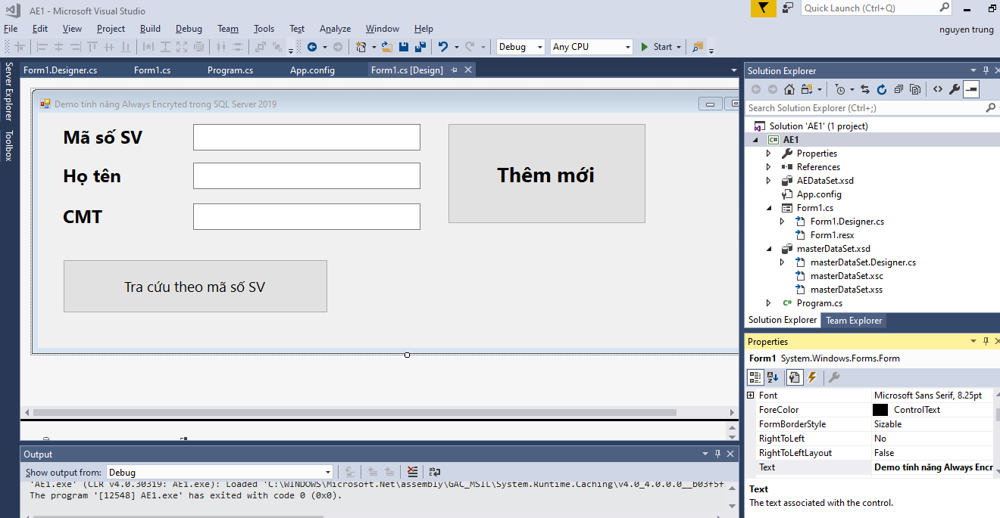 AE1 - Microsoft Visual Studio
Quick Launch (Ctrl+Q)
File Edit View Project Build Debug Team Tools Test Analyze Window Help
nguyen trung
Debug Any CPU Start
Server Explorer
Toolbox
Form1.Designer.cs Form1.cs Program.cs App.config Form1.cs [Design]
Demo tính năng Always Encryted trong SQL Server 2019
Mã số SV
Họ tên
CMT
Thêm mới
Tra cứu theo mã số SV
Solution Explorer
Search Solution Explorer (Ctrl+;)
Solution 'AE1' (1 project)
C# AE1
Properties
References
AEDataSet.xsd
App.config
Form1.cs
Form1.Designer.cs
Form1.resx
masterDataSet.xsd
masterDataSet.Designer.cs
masterDataSet.xsc
masterDataSet.xss
C# Program.cs
Solution Explorer Team Explorer
Properties
Form1 System.Windows.Forms.Form
Font Microsoft Sans Serif, 8.25pt
ForeColor ControlText
FormBorderStyle Sizable
RightToLeft No
RightToLeftLayout False
Text Demo tính năng Always Encr
Text
The text associated with the control.
Output
Show output from: Debug
'AE1.exe' (CLR v4.0.30319: AE1.exe): Loaded 'C:\WINDOWS\Microsoft.Net\assembly\GAC_MSIL\System.Runtime.Caching\v4.0_4.0.0.0__b03f5f
The program '[12548] AE1.exe' has exited with code 0 (0x0).